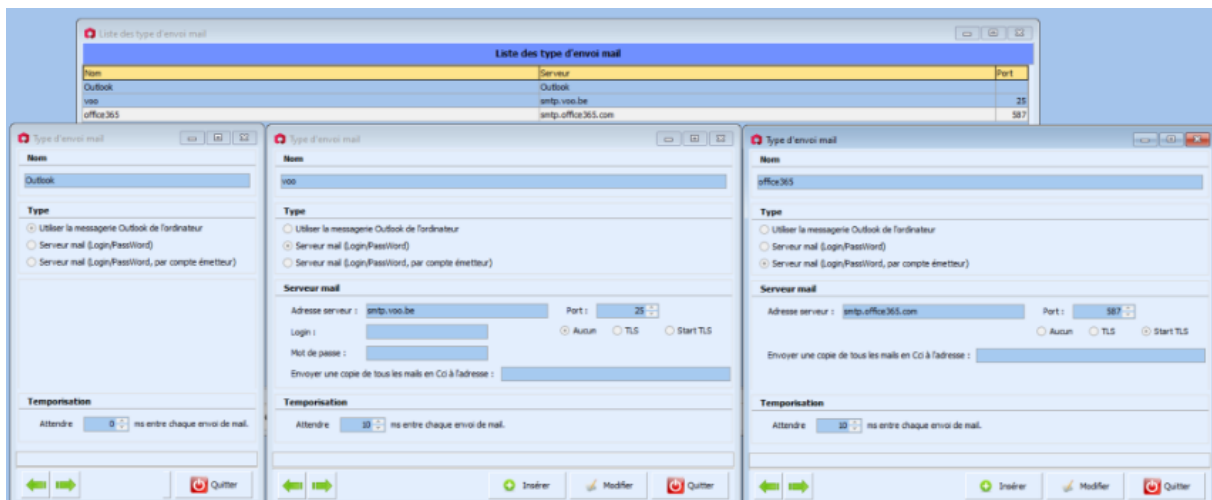 Liste des type d'envoi mail
Liste des type d'envoi mail
Nom Serveur Port
Outlook Outlook
voo smtp.voo.be 25
office365 smtp.office365.com 587
Type d'envoi mail
Nom
Outlook
Type
Utiliser la messagerie Outlook de l'ordinateur
Serveur mail (Login/PassWord)
Serveur mail (Login/PassWord, par compte émetteur)
Temporisation
Attendre 0 ms entre chaque envoi de mail.
Quitter
Type d'envoi mail
Nom
voo
Type
Utiliser la messagerie Outlook de l'ordinateur
Serveur mail (Login/PassWord)
Serveur mail (Login/PassWord, par compte émetteur)
Serveur mail
Adresse serveur : smtp.voo.be Port : 25
Login : Aucun TLS Start TLS
Mot de passe :
Envoyer une copie de tous les mails en Cci à l'adresse :
Temporisation
Attendre 10 ms entre chaque envoi de mail.
Insérer Modifier Quitter
Type d'envoi mail
Nom
office365
Type
Utiliser la messagerie Outlook de l'ordinateur
Serveur mail (Login/PassWord)
Serveur mail (Login/PassWord, par compte émetteur)
Serveur mail
Adresse serveur : smtp.office365.com Port : 587
Aucun TLS Start TLS
Envoyer une copie de tous les mails en Cci à l'adresse :
Temporisation
Attendre 10 ms entre chaque envoi de mail.
Insérer Modifier Quitter